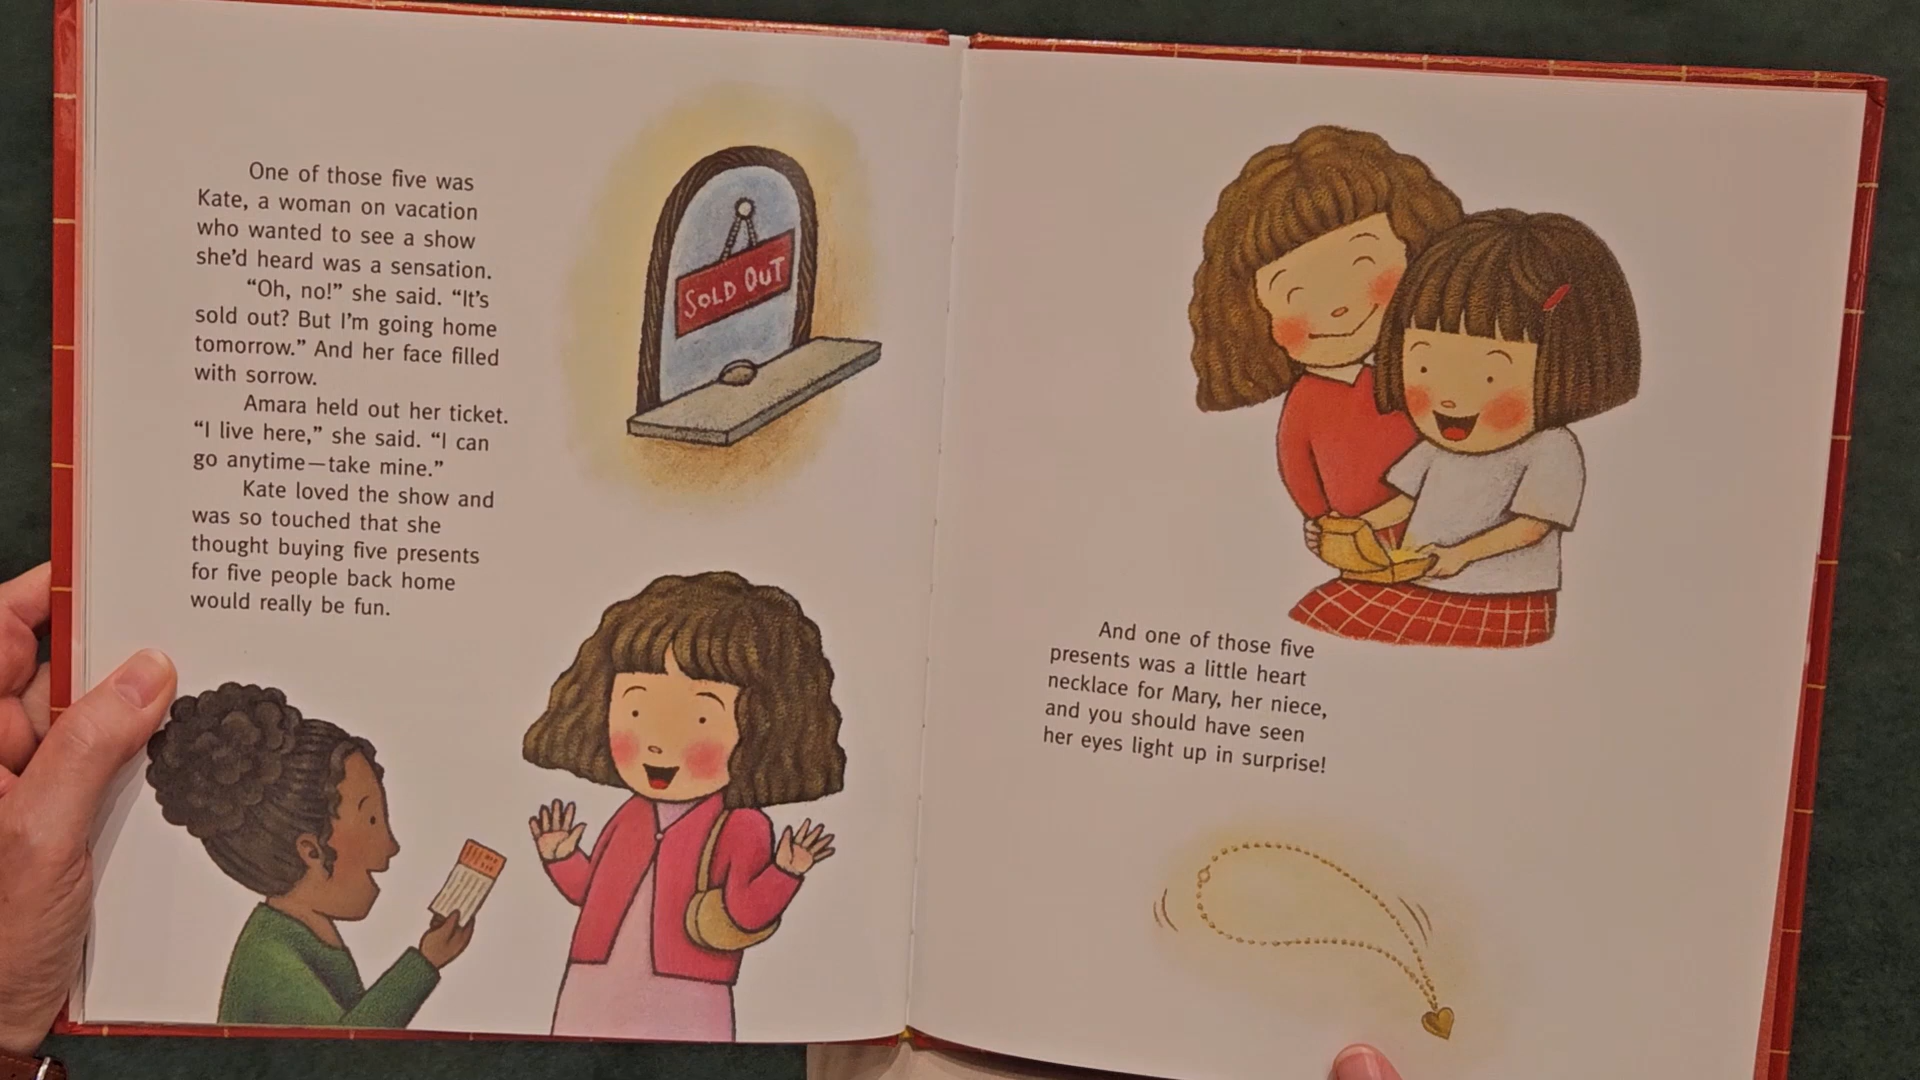 One of those five was
Kate, a woman on vacation
who wanted to see a show
she'd heard was a sensation.
"Oh, no!" she said. "It's
sold out? But I'm going home
tomorrow." And her face filled
with sorrow.
Amara held out her ticket.
"I live here," she said. "I can
go anytime—take mine."
Kate loved the show and
was so touched that she
thought buying five presents
for five people back home
would really be fun.
SOLD OUT
And one of those five
presents was a little heart
necklace for Mary, her niece,
and you should have seen
her eyes light up in surprise!